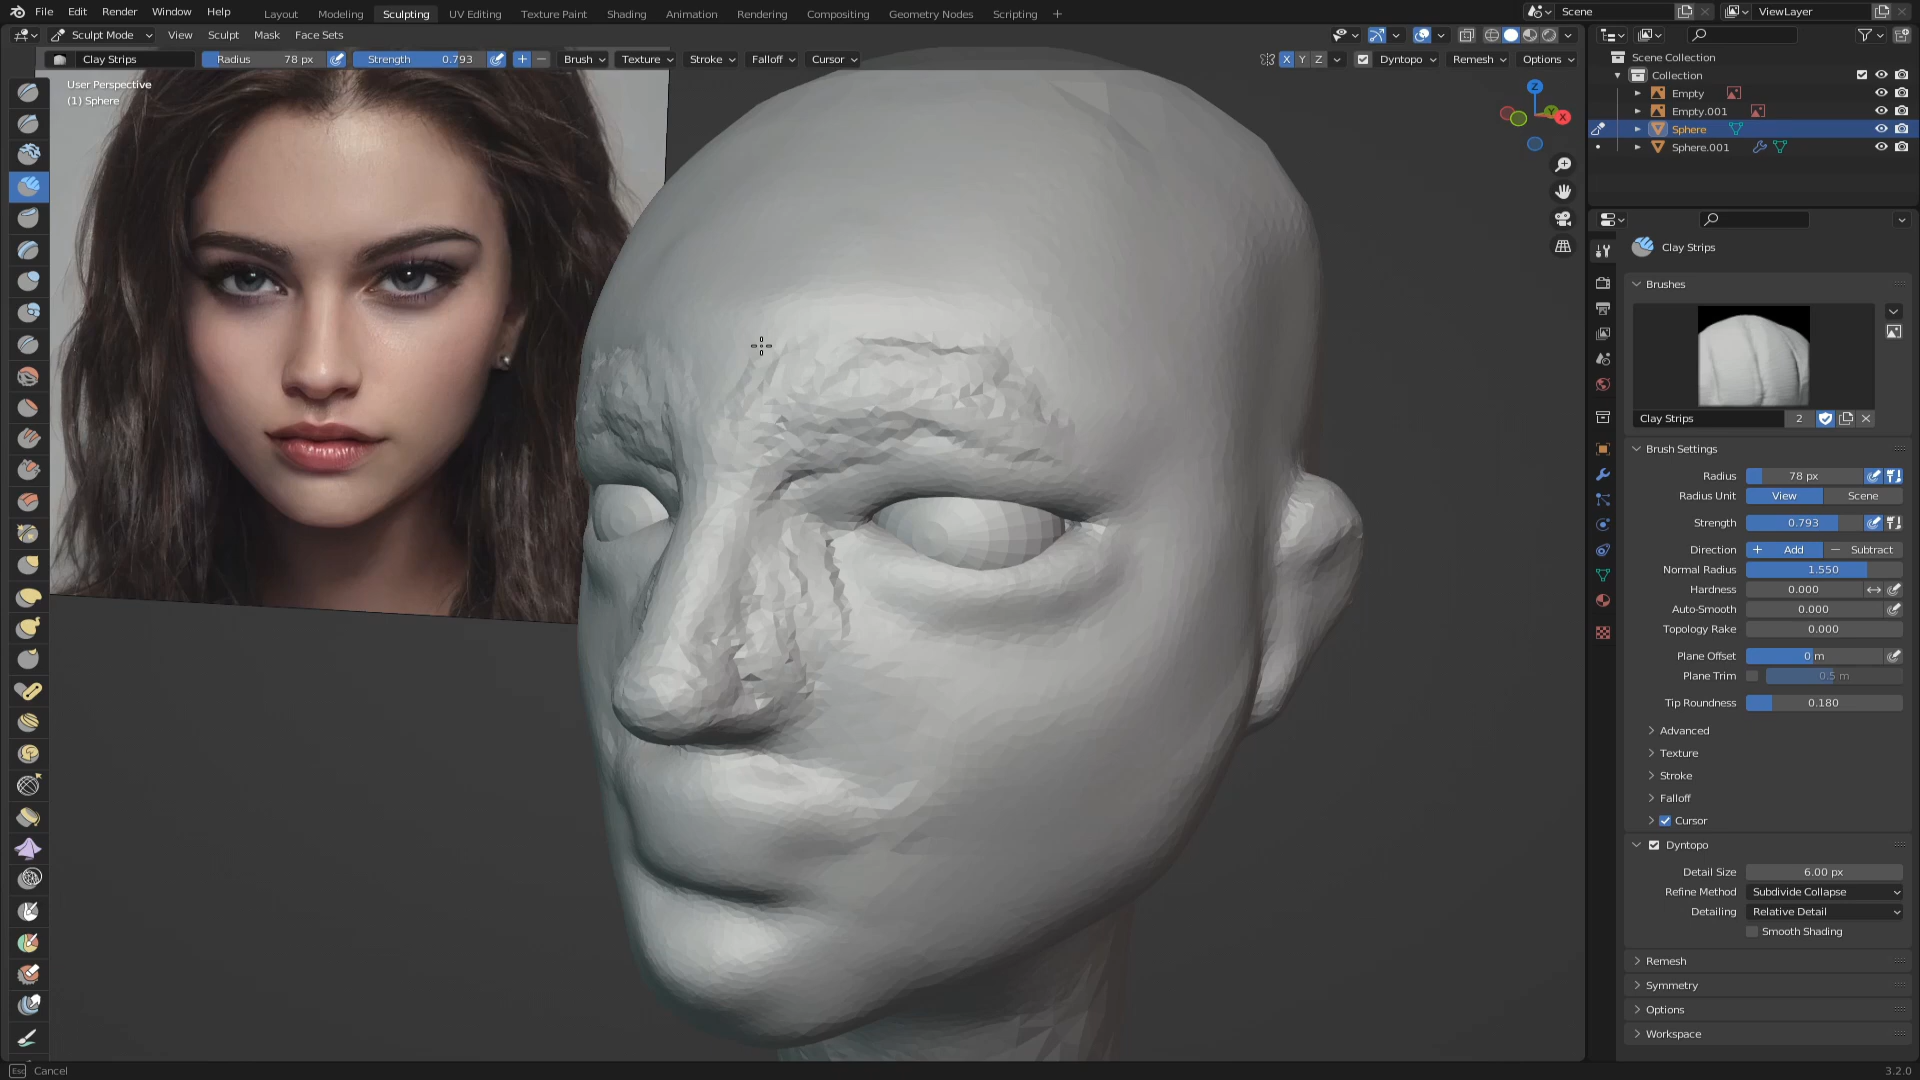 File Edit Render Window Help Layout Modeling Sculpting UV Editing Texture Paint Shading Animation Rendering Compositing Geometry Nodes Scripting + Scene ViewLayer
Sculpt Mode View Sculpt Mask Face Sets
Clay Strips Radius 78 px Strength 0.793 + − Brush Texture Stroke Falloff Cursor X Y Z Dyntopo Remesh Options
User Perspective
(1) Sphere
Z
Y
X
Scene Collection
Collection
Empty
Empty.001
Sphere
Sphere.001
Clay Strips
Brushes
Clay Strips 2
Brush Settings
Radius 78 px
Radius Unit View Scene
Strength 0.793
Direction + Add − Subtract
Normal Radius 1.550
Hardness 0.000
Auto-Smooth 0.000
Topology Rake 0.000
Plane Offset 0 m
Plane Trim 0.5 m
Tip Roundness 0.180
Advanced
Texture
Stroke
Falloff
Cursor
Dyntopo
Detail Size 6.00 px
Refine Method Subdivide Collapse
Detailing Relative Detail
Smooth Shading
Remesh
Symmetry
Options
Workspace
Esc Cancel
3.2.0